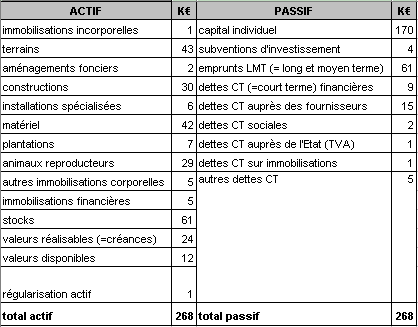 ACTIF K€ PASSIF K€
immobilisations incorporelles 1 capital individuel 170
terrains 43 subventions d'investissement 4
aménagements fonciers 2 emprunts LMT (= long et moyen terme) 61
constructions 30 dettes CT (=court terme) financières 9
installations spécialisées 6 dettes CT auprès des fournisseurs 15
matériel 42 dettes CT sociales 2
plantations 7 dettes CT auprès de l'Etat (TVA) 1
animaux reproducteurs 29 dettes CT sur immobilisations 1
autres immobilisations corporelles 5 autres dettes CT 5
immobilisations financières 5
stocks 61
valeurs réalisables (=créances) 24
valeurs disponibles 12
régularisation actif 1
total actif 268 total passif 268